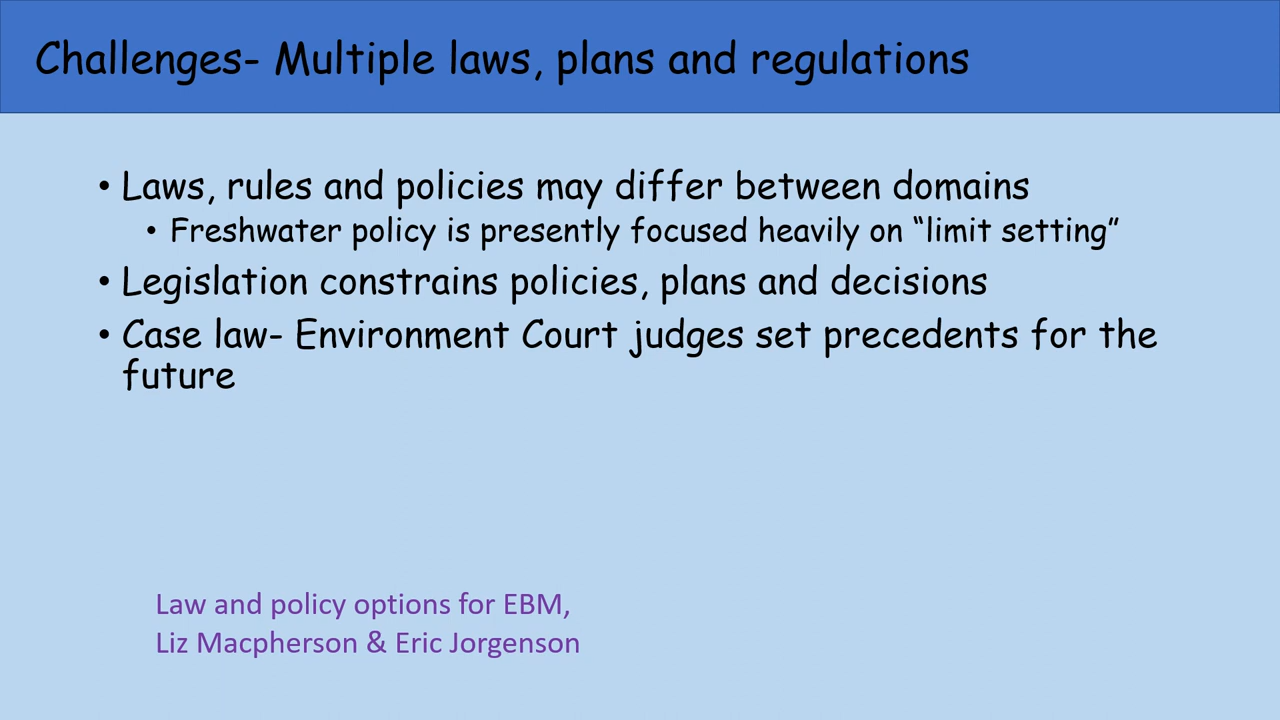 Challenges- Multiple laws, plans and regulations
• Laws, rules and policies may differ between domains
• Freshwater policy is presently focused heavily on “limit setting”
• Legislation constrains policies, plans and decisions
• Case law- Environment Court judges set precedents for the
future
Law and policy options for EBM,
Liz Macpherson & Eric Jorgenson